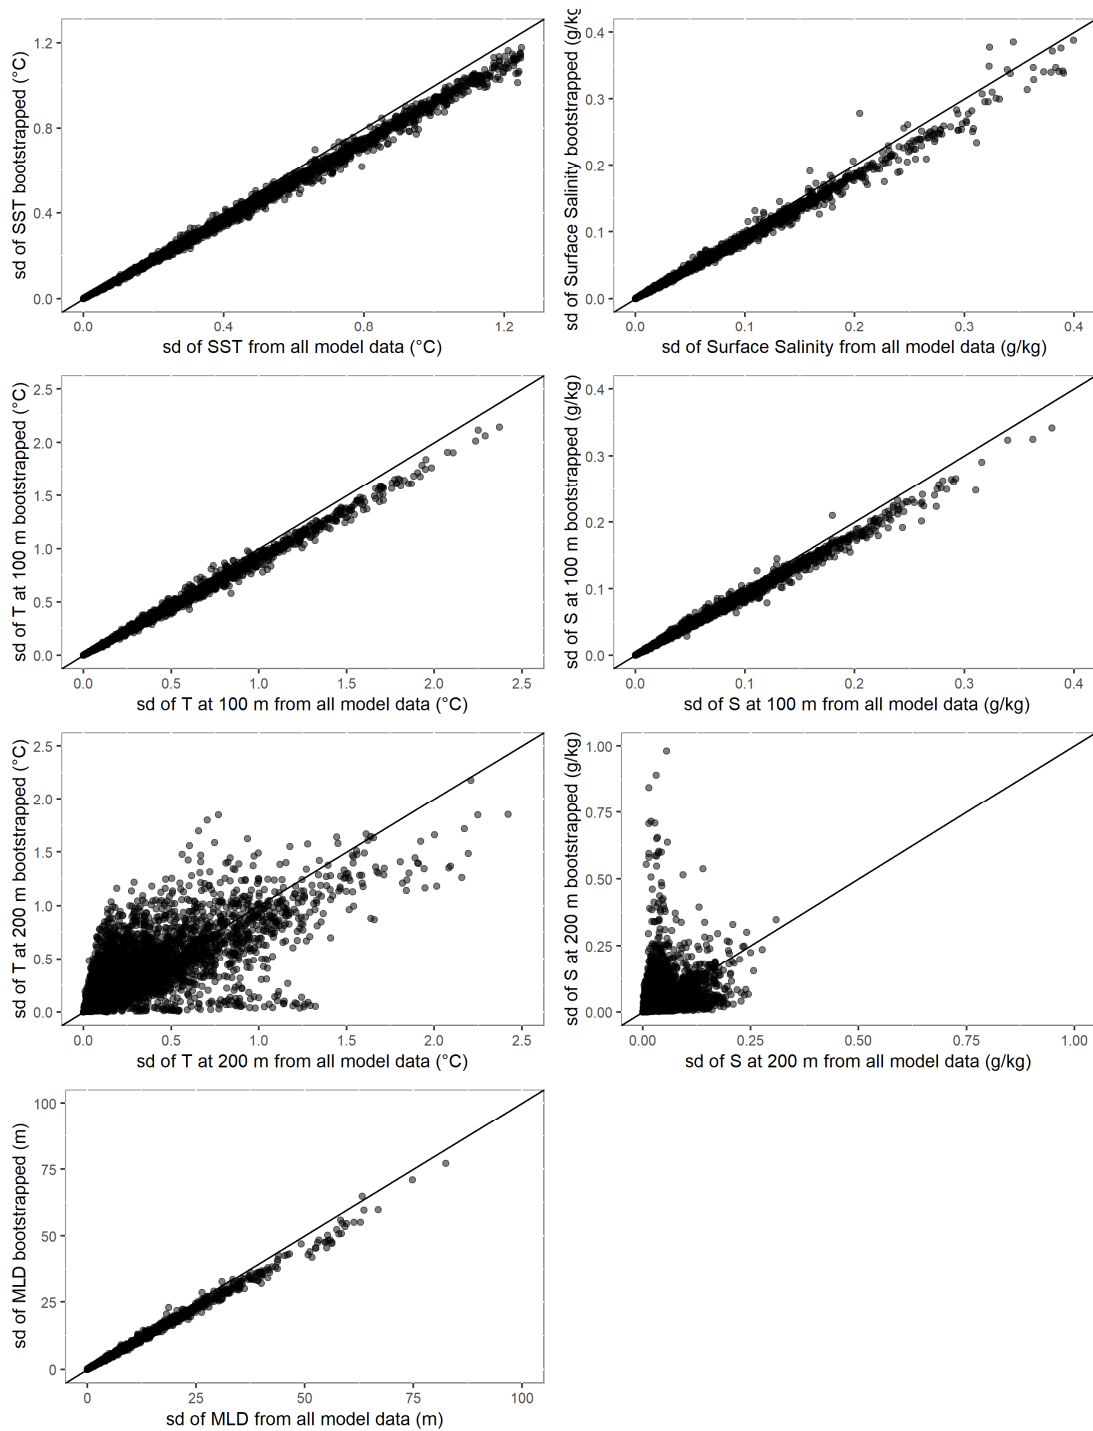 sd of SST bootstrapped (°C)
1.2
0.8
0.4
0.0
0.0 0.4 0.8 1.2
sd of SST from all model data (°C)
sd of Surface Salinity bootstrapped (g/kg
0.4
0.3
0.2
0.1
0.0
0.0 0.1 0.2 0.3 0.4
sd of Surface Salinity from all model data (g/kg)
sd of T at 100 m bootstrapped (°C)
2.5
2.0
1.5
1.0
0.5
0.0
0.0 0.5 1.0 1.5 2.0 2.5
sd of T at 100 m from all model data (°C)
sd of S at 100 m bootstrapped (g/kg)
0.4
0.3
0.2
0.1
0.0
0.0 0.1 0.2 0.3 0.4
sd of S at 100 m from all model data (g/kg)
sd of T at 200 m bootstrapped (°C)
2.5
2.0
1.5
1.0
0.5
0.0
0.0 0.5 1.0 1.5 2.0 2.5
sd of T at 200 m from all model data (°C)
sd of S at 200 m bootstrapped (g/kg)
1.00
0.75
0.50
0.25
0.00
0.00 0.25 0.50 0.75 1.00
sd of S at 200 m from all model data (g/kg)
sd of MLD bootstrapped (m)
100
75
50
25
0
0 25 50 75 100
sd of MLD from all model data (m)